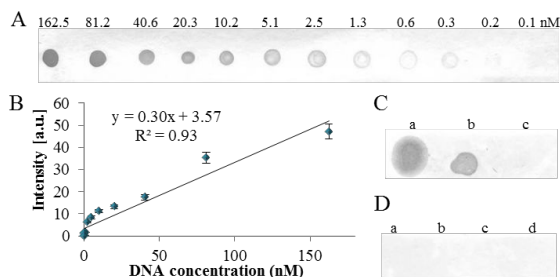 A
162.5 81.2 40.6 20.3 10.2 5.1 2.5 1.3 0.6 0.3 0.2 0.1 nM
B
60
50
40
30
20
10
0
Intensity [a.u.]
y = 0.30x + 3.57
R² = 0.93
0 50 100 150
DNA concentration (nM)
C
a b c
D
a b c d